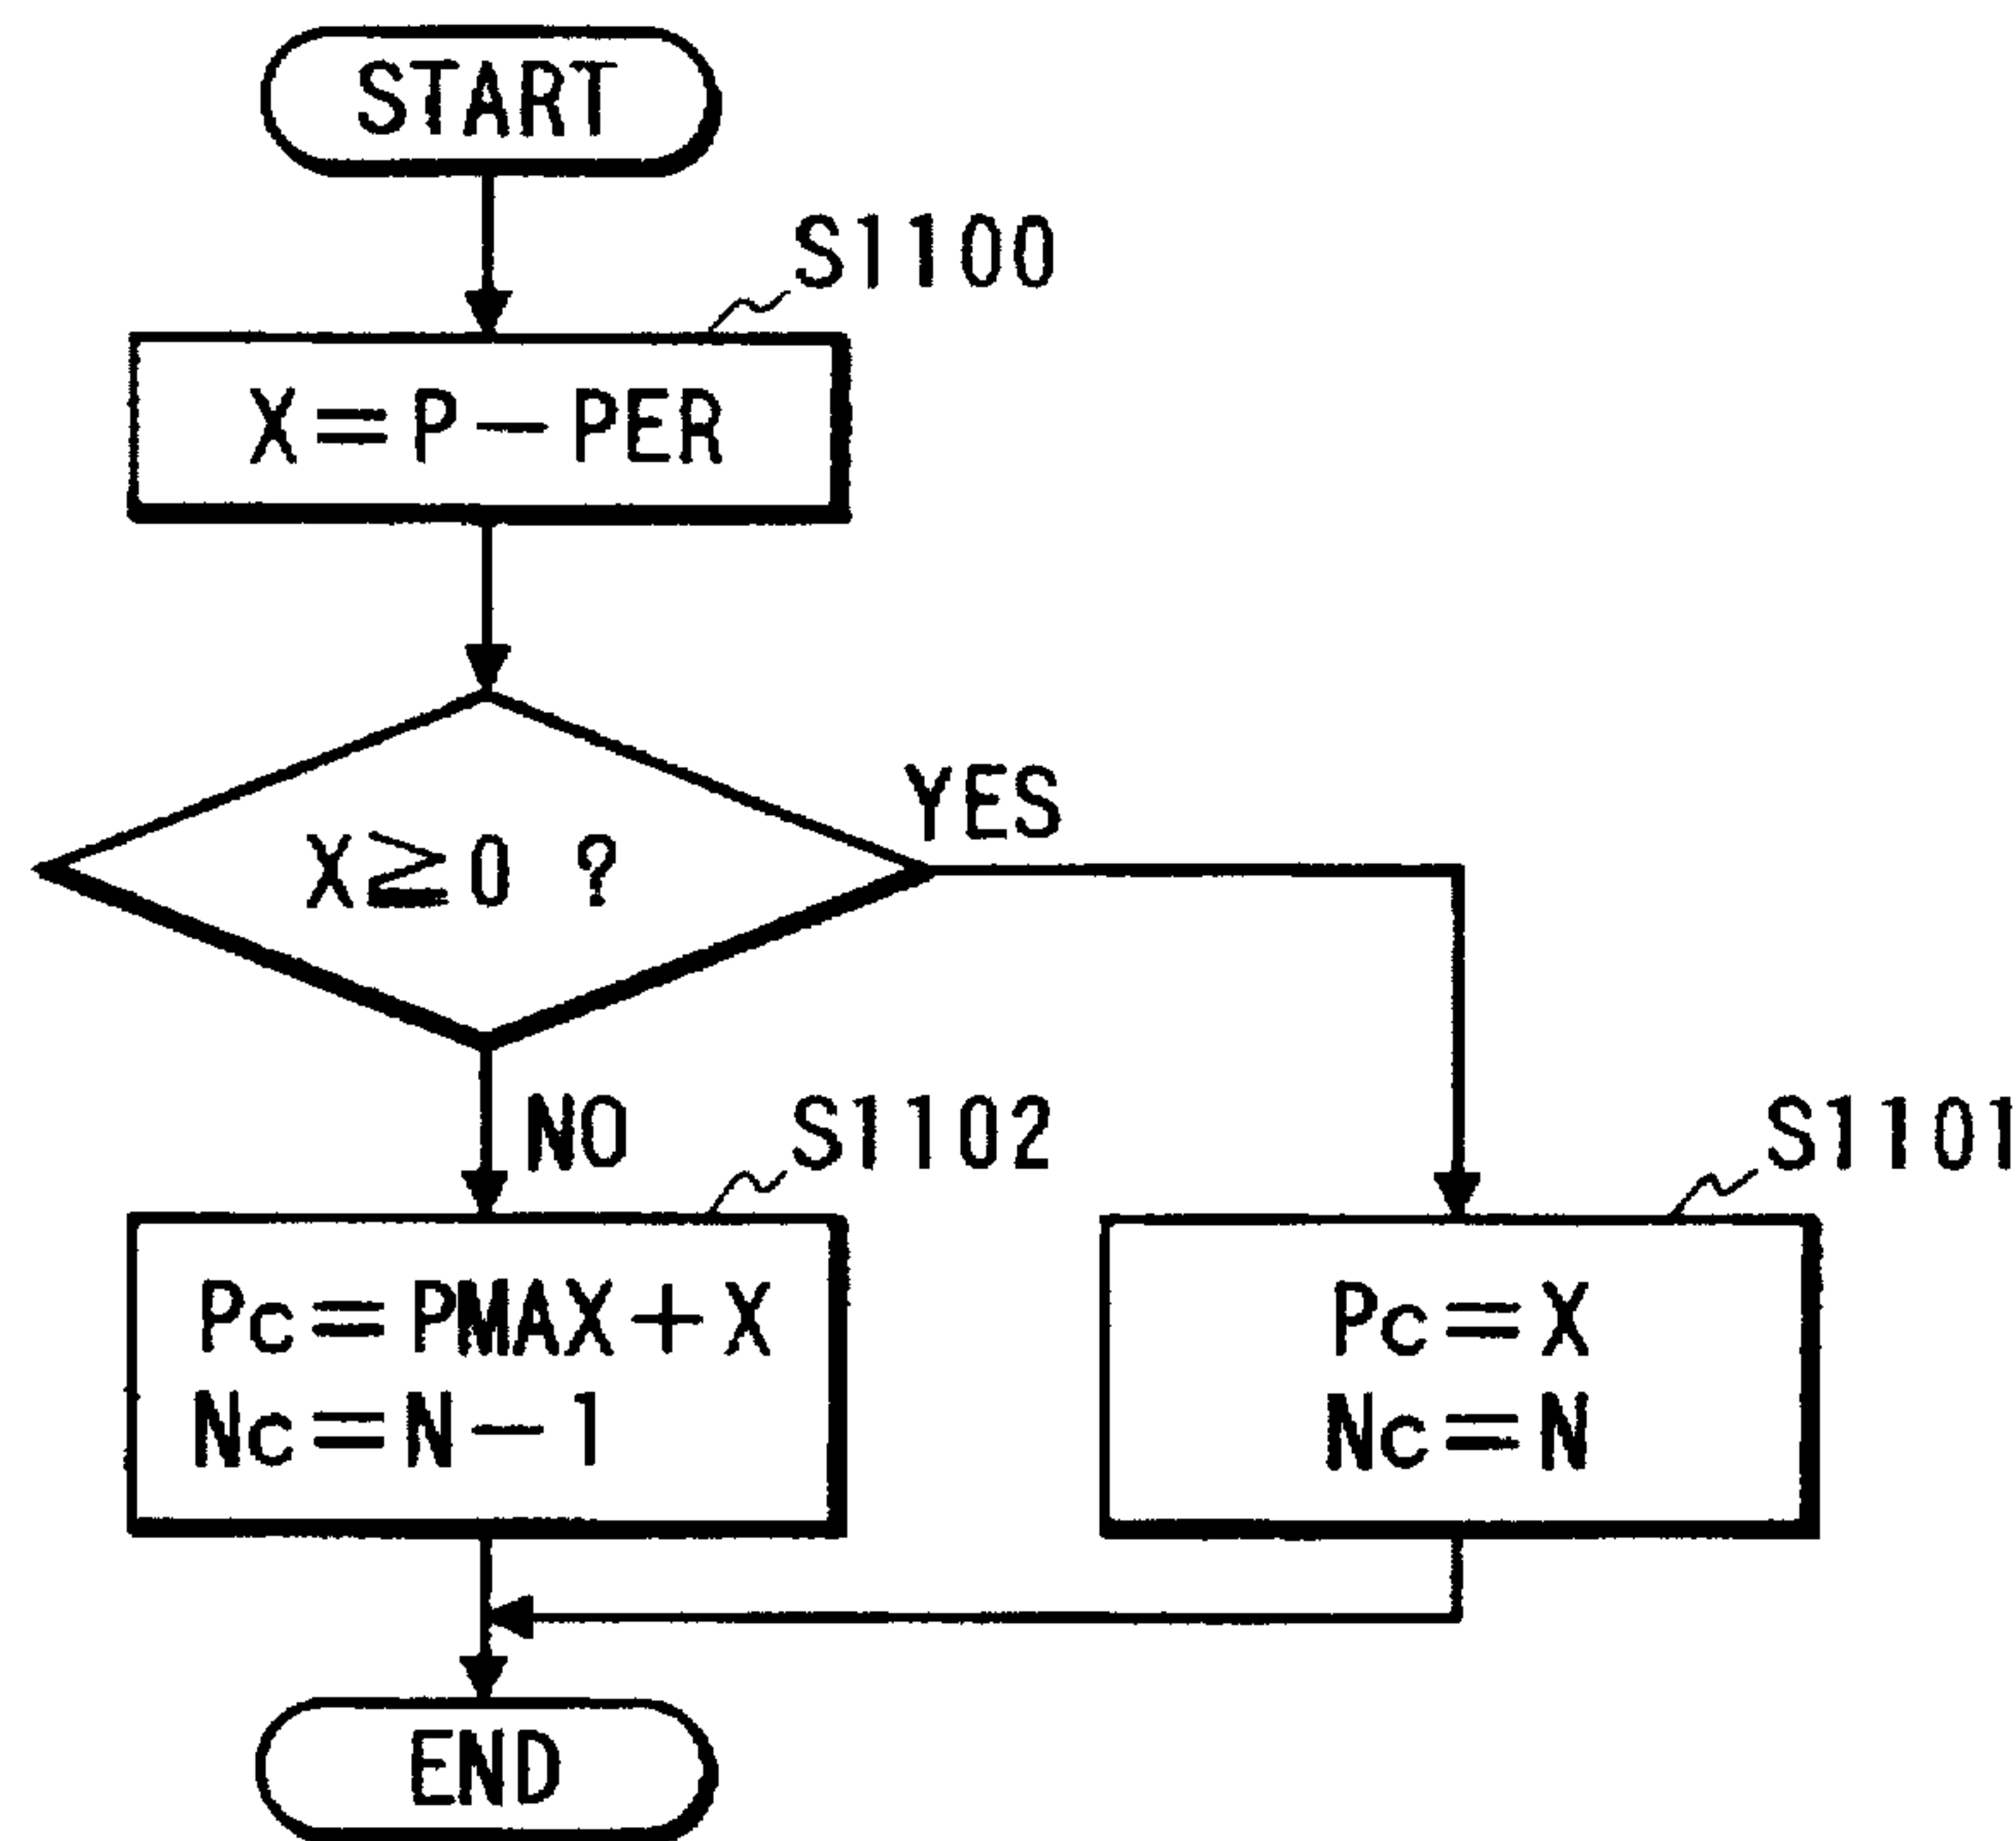 START
S1100
X=P-PER
X≧0 ?
YES
NO
S1102
S1101
Pc=PMAX+X
Nc=N-1
Pc=X
Nc=N
END